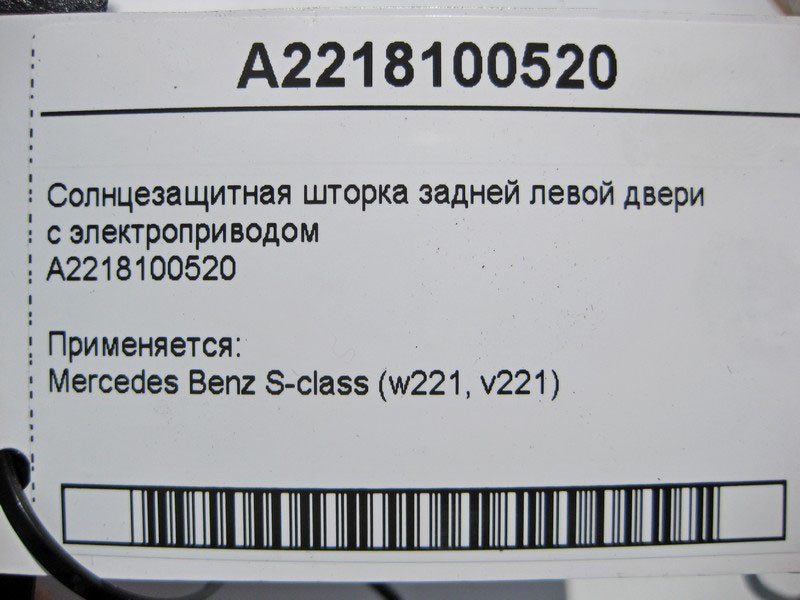 A2218100520
Солнцезащитная шторка задней левой двери
с электроприводом
A2218100520
Применяется:
Mercedes Benz S-class (w221, v221)